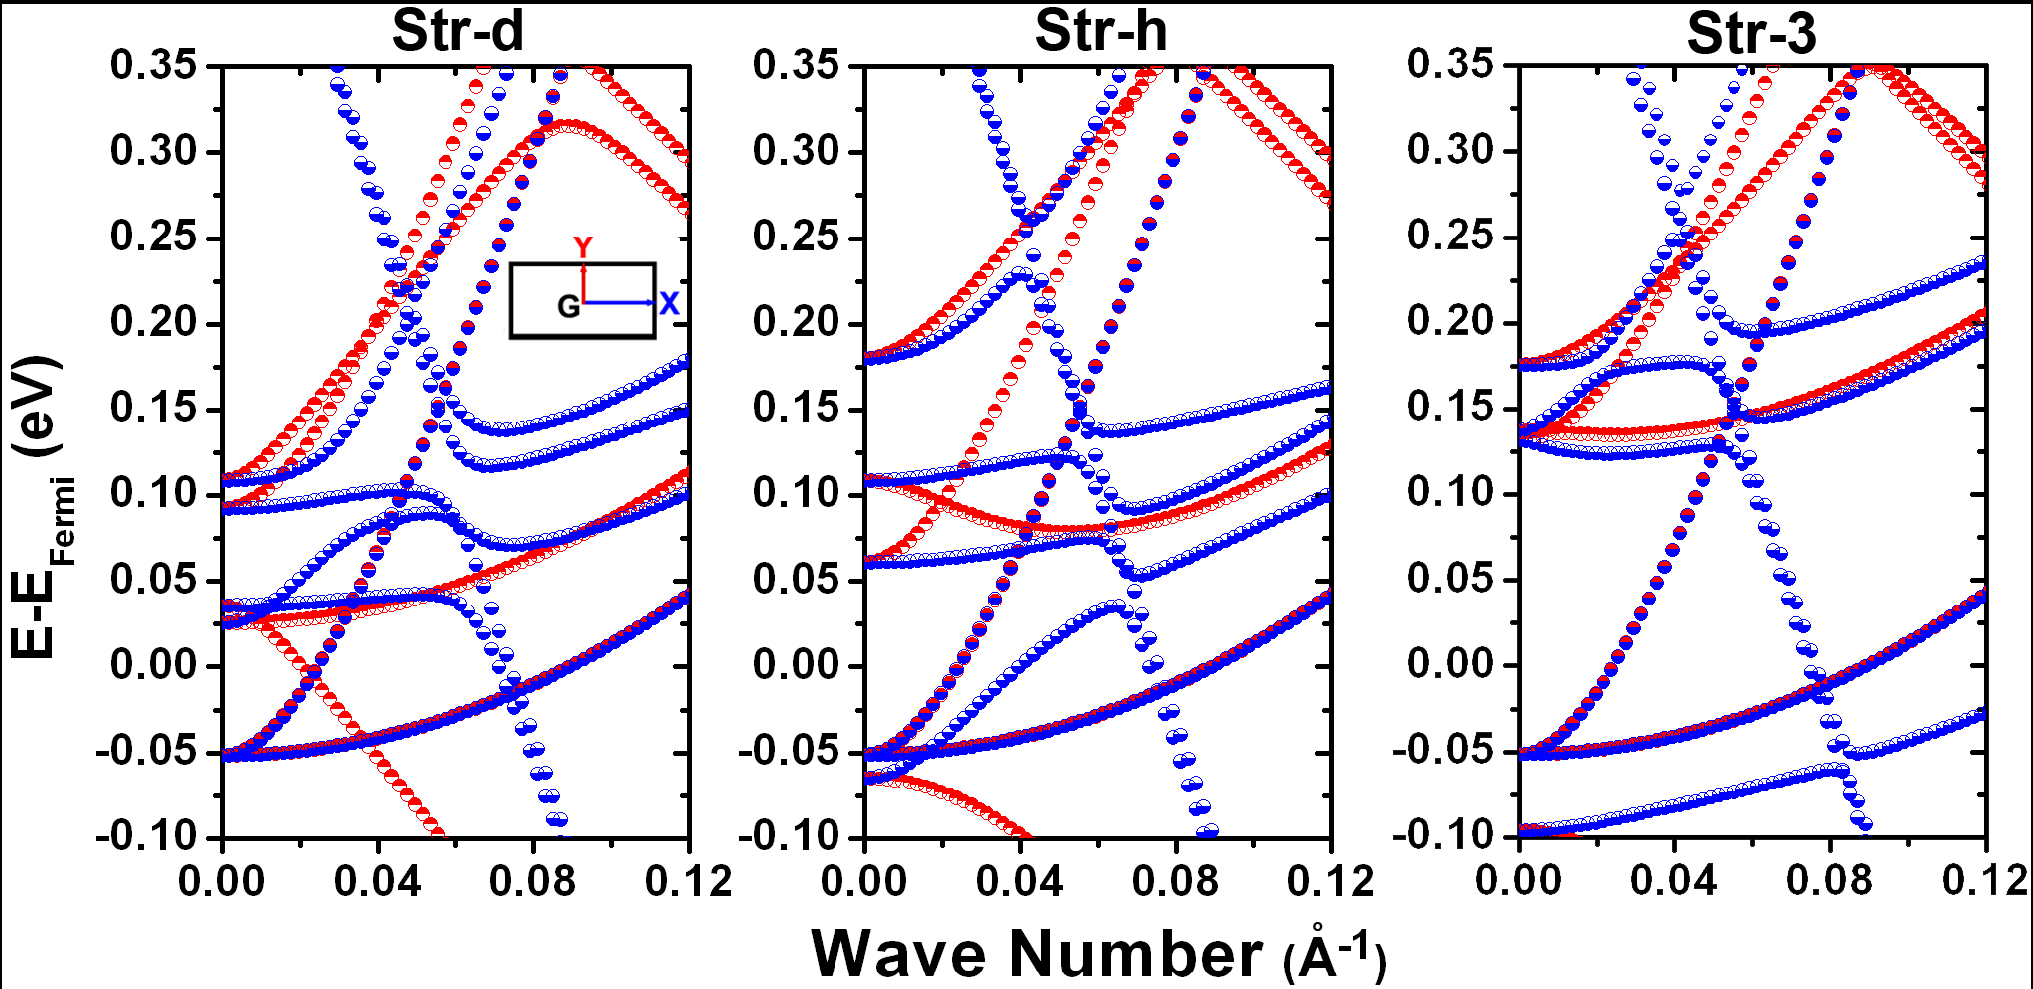 Str-d Str-h Str-3
0.35 0.35 0.35
0.30 0.30 0.30
0.25 0.25 0.25
Y
G X
0.20 0.20 0.20
0.15 0.15 0.15
0.10 0.10 0.10
0.05 0.05 0.05
0.00 0.00 0.00
-0.05 -0.05 -0.05
-0.10 -0.10 -0.10
E-EFermi (eV)
0.00 0.04 0.08 0.12 0.00 0.04 0.08 0.12 0.00 0.04 0.08 0.12
Wave Number (Å-1)